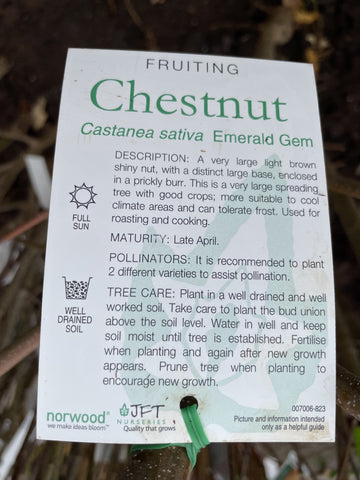 FRUITING
Chestnut
Castanea sativa Emerald Gem
DESCRIPTION: A very large light brown
shiny nut, with a distinct large base, enclosed
in a prickly burr. This is a very large spreading
tree with good crops; more suitable to cool
climate areas and can tolerate frost. Used for
roasting and cooking.
FULL
SUN
MATURITY: Late April.
POLLINATORS: It is recommended to plant
2 different varieties to assist pollination.
WELL
DRAINED
SOIL
TREE CARE: Plant in a well drained and well
worked soil. Take care to plant the bud union
above the soil level. Water in well and keep
soil moist until tree is established. Fertilise
when planting and again after new growth
appears. Prune tree when planting to
encourage new growth.
norwood
we make ideas bloom™
JFT
NURSERIES
Quality that grows
007006-823
Picture and information intended
only as a helpful guide